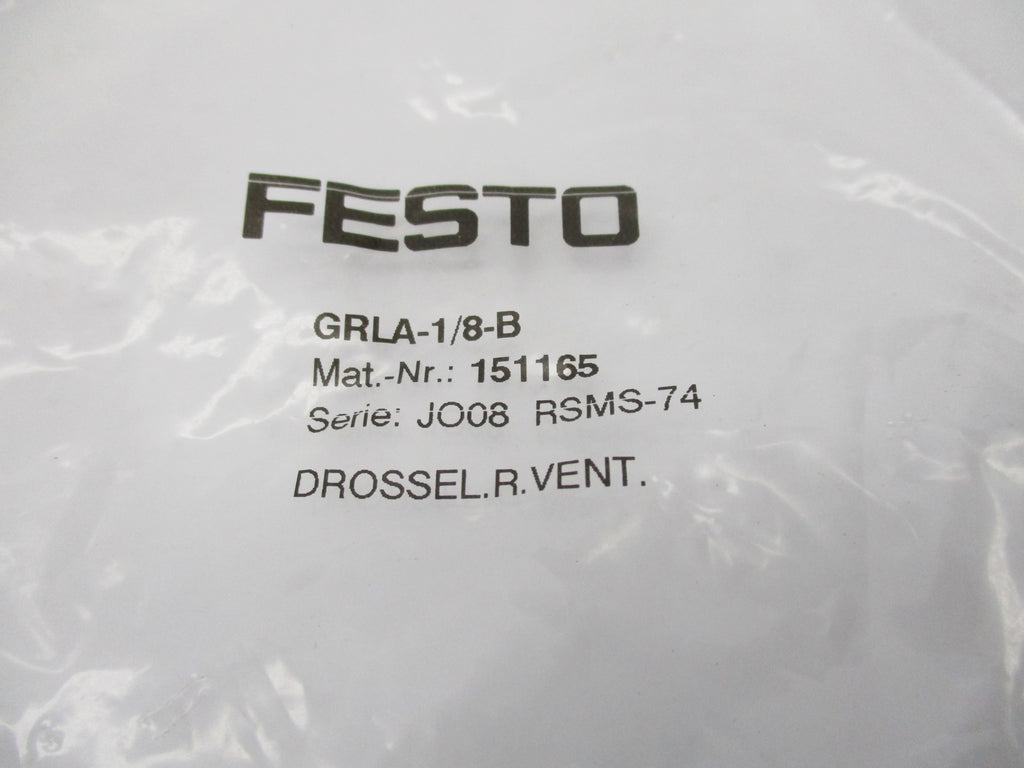 FESTO
GRLA-1/8-B
Mat.-Nr.: 151165
Serie: JO08 RSMS-74
DROSSEL.R.VENT.